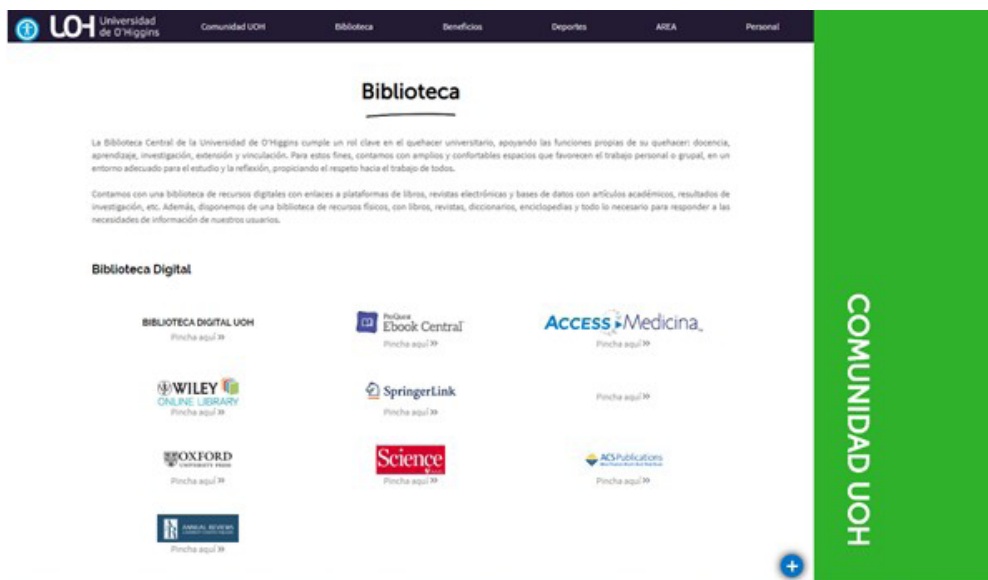 UOH Universidad de O'Higgins
Comunidad UOH Biblioteca Beneficios Deportes AREA Personal
Biblioteca
La Biblioteca Central de la Universidad de O'Higgins cumple un rol clave en el quehacer universitario, apoyando las funciones propias de su quehacer: docencia,
aprendizaje, investigación, extensión y vinculación. Para estos fines, contamos con amplios y confortables espacios que favorecen el trabajo personal o grupal, en un
entorno adecuado para el estudio y la reflexión, propiciando el respeto hacia el trabajo de todos.
Contamos con una biblioteca de recursos digitales con enlaces a plataformas de libros, revistas electrónicas y bases de datos con artículos académicos, resultados de
investigación, etc. Además, disponemos de una biblioteca de recursos físicos, con libros, revistas, diccionarios, enciclopedias y todo lo necesario para responder a las
necesidades de información de nuestros usuarios.
Biblioteca Digital
BIBLIOTECA DIGITAL UOH
Pincha aquí »
ProQuest
Ebook Central
Pincha aquí »
ACCESS Medicina
Pincha aquí »
WILEY
ONLINE LIBRARY
Pincha aquí »
SpringerLink
Pincha aquí »
Pincha aquí »
OXFORD
UNIVERSITY PRESS
Pincha aquí »
Science
Pincha aquí »
ACS Publications
Pincha aquí »
ANNUAL REVIEWS
Pincha aquí »
COMUNIDAD UOH